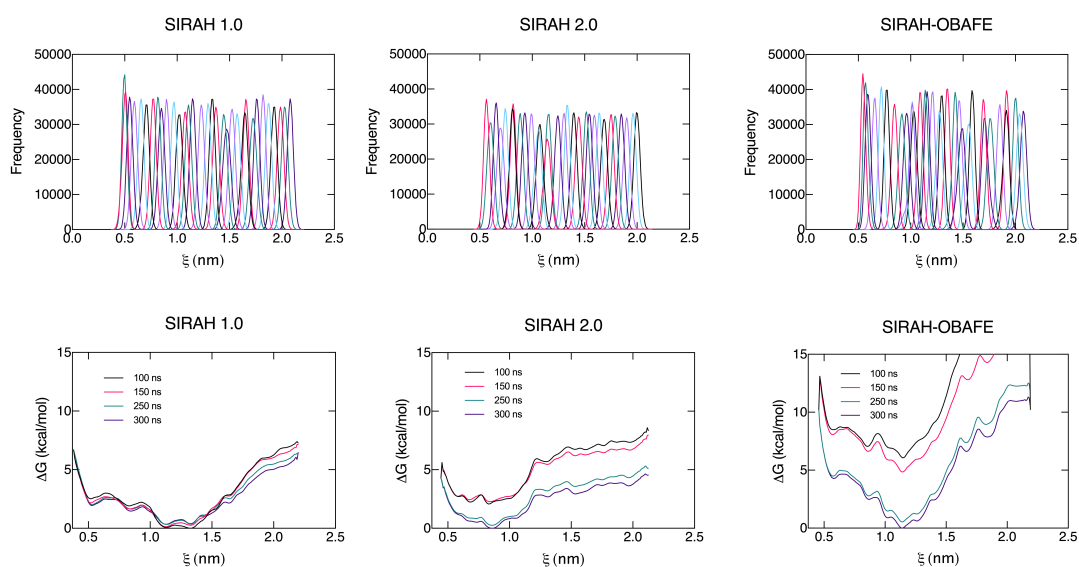 SIRAH 1.0
SIRAH 2.0
SIRAH-OBAFE
50000
40000
30000
20000
10000
0
Frequency
0.0 0.5 1.0 1.5 2.0 2.5
ξ (nm)
50000
40000
30000
20000
10000
0
Frequency
0.0 0.5 1.0 1.5 2.0 2.5
ξ (nm)
50000
40000
30000
20000
10000
0
Frequency
0.0 0.5 1.0 1.5 2.0 2.5
ξ (nm)
SIRAH 1.0
SIRAH 2.0
SIRAH-OBAFE
15
10
5
0
ΔG (kcal/mol)
100 ns
150 ns
250 ns
300 ns
0.5 1.0 1.5 2.0 2.5
ξ (nm)
15
10
5
0
ΔG (kcal/mol)
100 ns
150 ns
250 ns
300 ns
0.5 1.0 1.5 2.0 2.5
ξ (nm)
15
10
5
0
ΔG (kcal/mol)
100 ns
150 ns
250 ns
300 ns
0.5 1.0 1.5 2.0 2.5
ξ (nm)